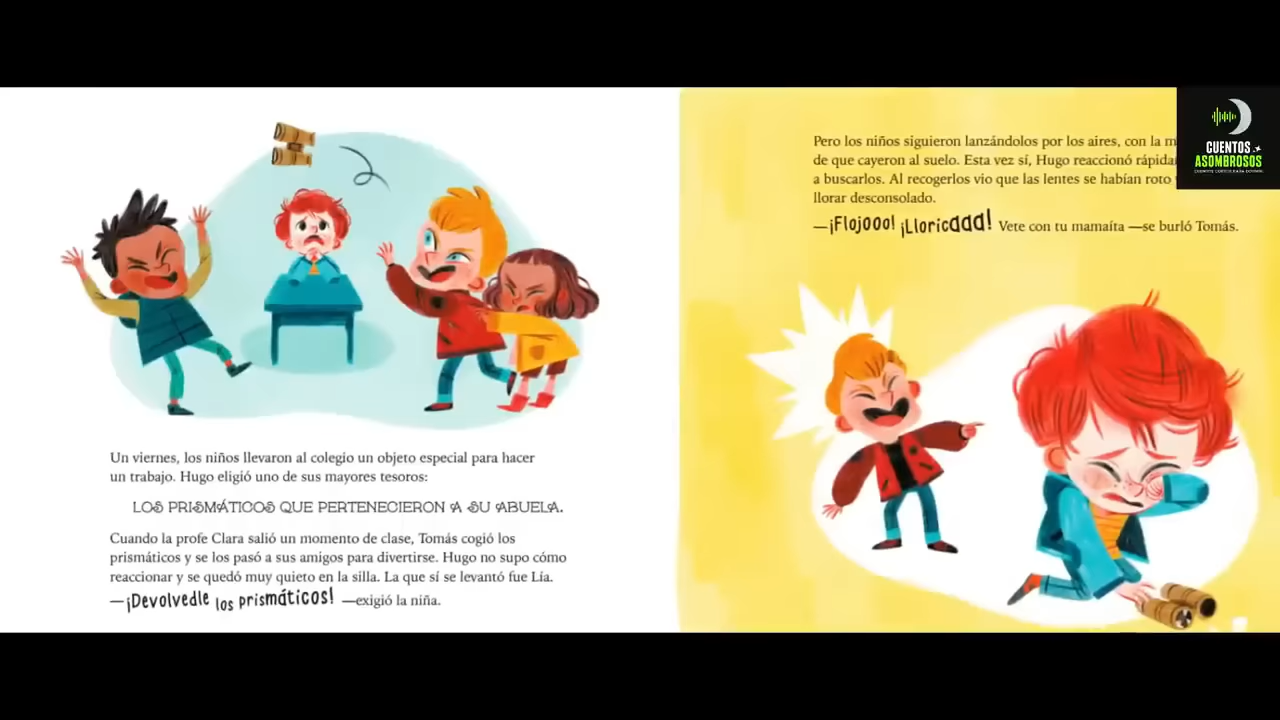 Un viernes, los niños llevaron al colegio un objeto especial para hacer
un trabajo. Hugo eligió uno de sus mayores tesoros:
LOS PRISMÁTICOS QUE PERTENECIERON A SU ABUELA.
Cuando la profe Clara salió un momento de clase, Tomás cogió los
prismáticos y se los pasó a sus amigos para divertirse. Hugo no supo cómo
reaccionar y se quedó muy quieto en la silla. La que sí se levantó fue Lía.
—¡Devolvedle los prismáticos! —exigió la niña.
Pero los niños siguieron lanzándolos por los aires, con la m
de que cayeron al suelo. Esta vez sí, Hugo reaccionó rápida
a buscarlos. Al recogerlos vio que las lentes se habían roto
llorar desconsolado.
—¡Flojooo! ¡Lloricaaa! Vete con tu mamaíta —se burló Tomás.
CUENTOS
ASOMBROSOS